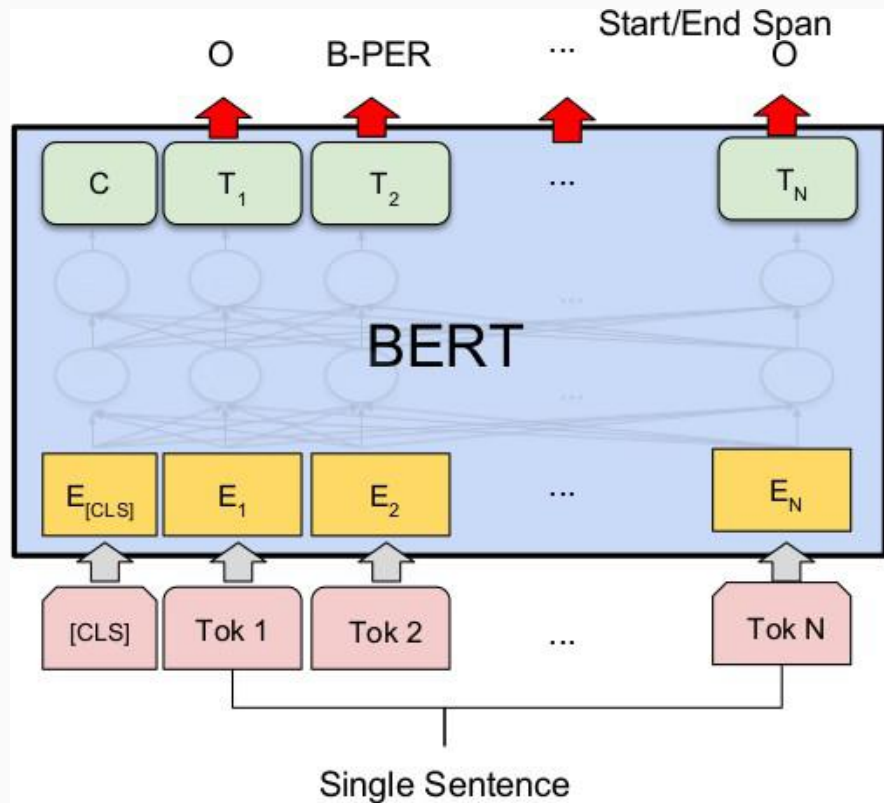 Start/End Span
O B-PER ... O
C T1 T2 ... TN
...
BERT
...
E[CLS] E1 E2 ... EN
[CLS] Tok 1 Tok 2 ... Tok N
Single Sentence